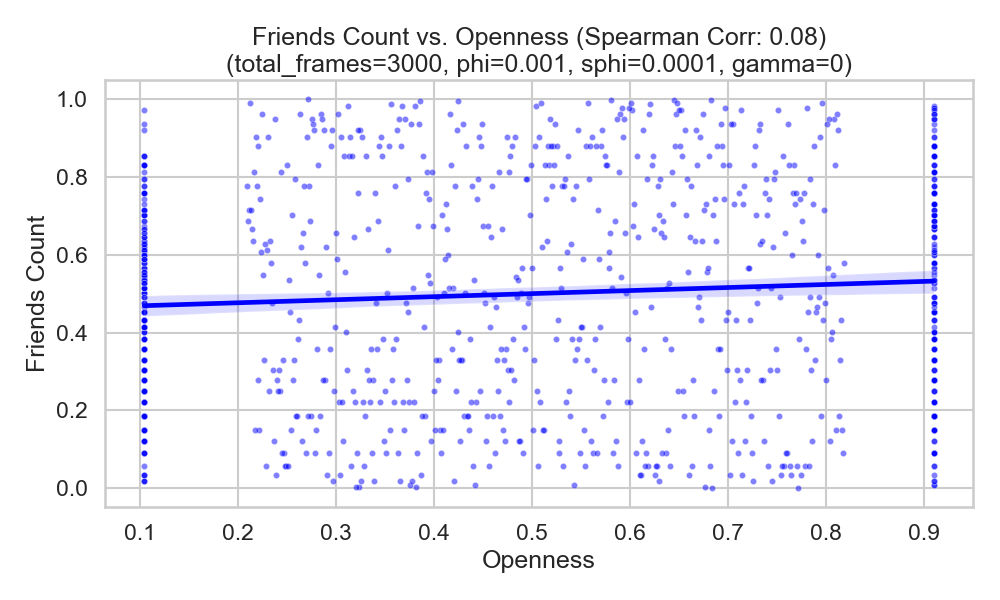 Friends Count vs. Openness (Spearman Corr: 0.08)
(total_frames=3000, phi=0.001, sphi=0.0001, gamma=0)
1.0
0.8
0.6
0.4
0.2
0.0
Friends Count
0.1 0.2 0.3 0.4 0.5 0.6 0.7 0.8 0.9
Openness